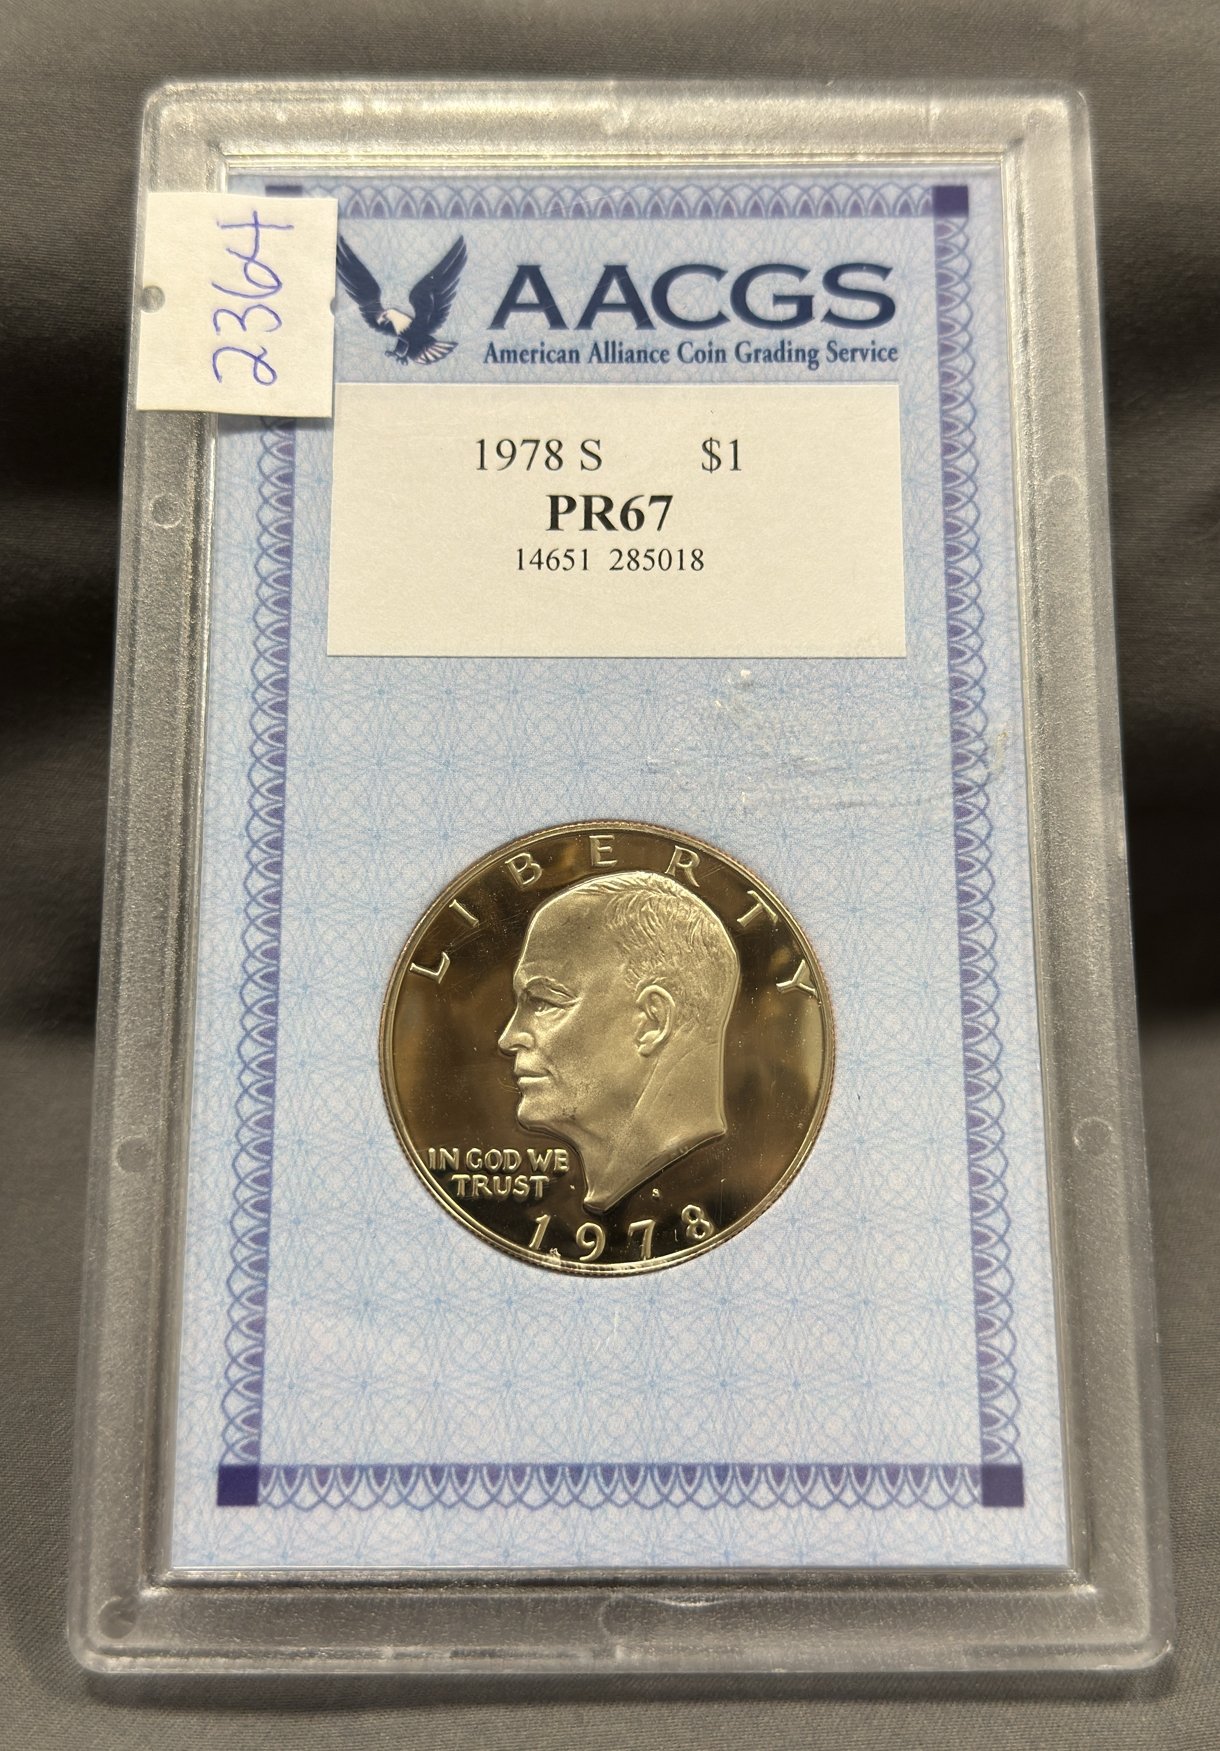 2364
AACGS
American Alliance Coin Grading Service
1978 S $1
PR67
14651 285018
LIBERTY
IN GOD WE
TRUST
S
1978